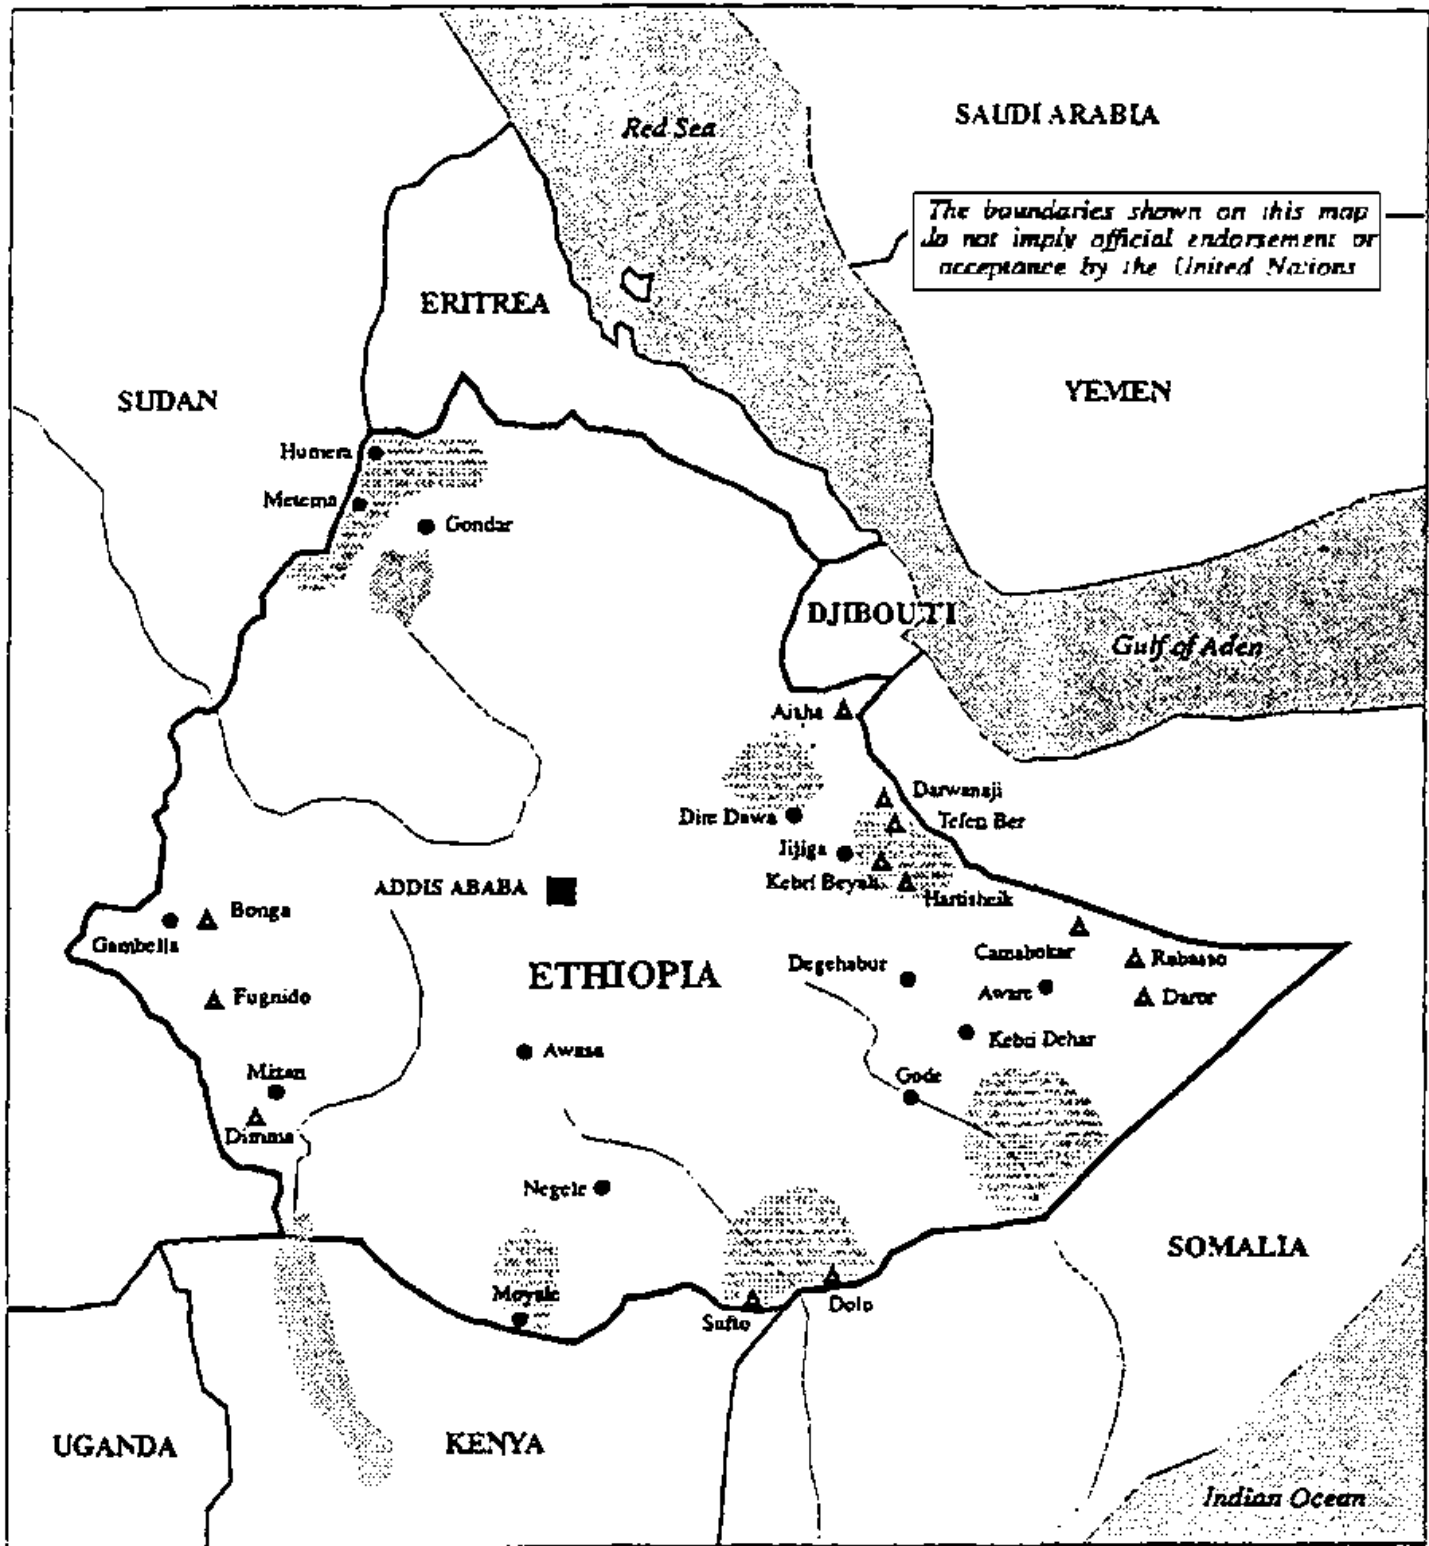 Red Sea
SAUDI ARABIA
The boundaries shown on this map
do not imply official endorsement or
acceptance by the United Nations
ERITREA
SUDAN
YEMEN
Humera
Metema
Gondar
DJIBOUTI
Gulf of Aden
Aisha
Darwanaji
Dire Dawa
Tefen Ber
Jijiga
Kebri Beyah
ADDIS ABABA
Hartisheik
Bonga
Gambella
Camabokar
Rabasso
Degehabur
ETHIOPIA
Fugnido
Aware
Daror
Kebri Dehar
Awasa
Mizan
Gode
Dimma
Negele
SOMALIA
Moyale
Dolo
Sufto
UGANDA
KENYA
Indian Ocean